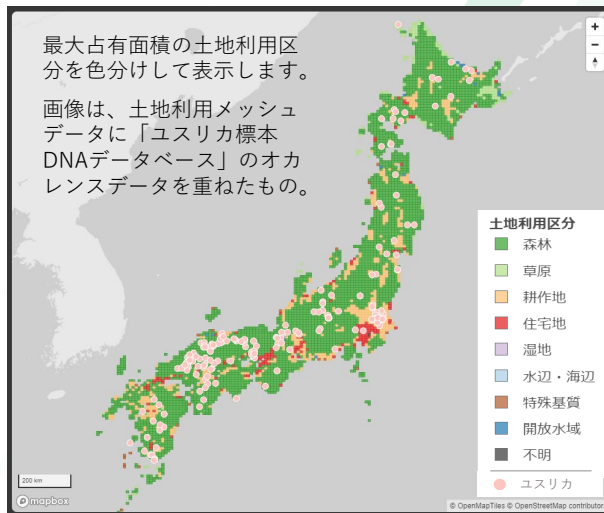 最大占有面積の土地利用区
分を色分けして表示します。
画像は、土地利用メッシュ
データに「ユスリカ標本
DNAデータベース」のオカ
レンスデータを重ねたもの。
土地利用区分
森林
草原
耕作地
住宅地
湿地
水辺・海辺
特殊基質
開放水域
不明
ユスリカ
200 km
mapbox
© OpenMapTiles © OpenStreetMap contributor